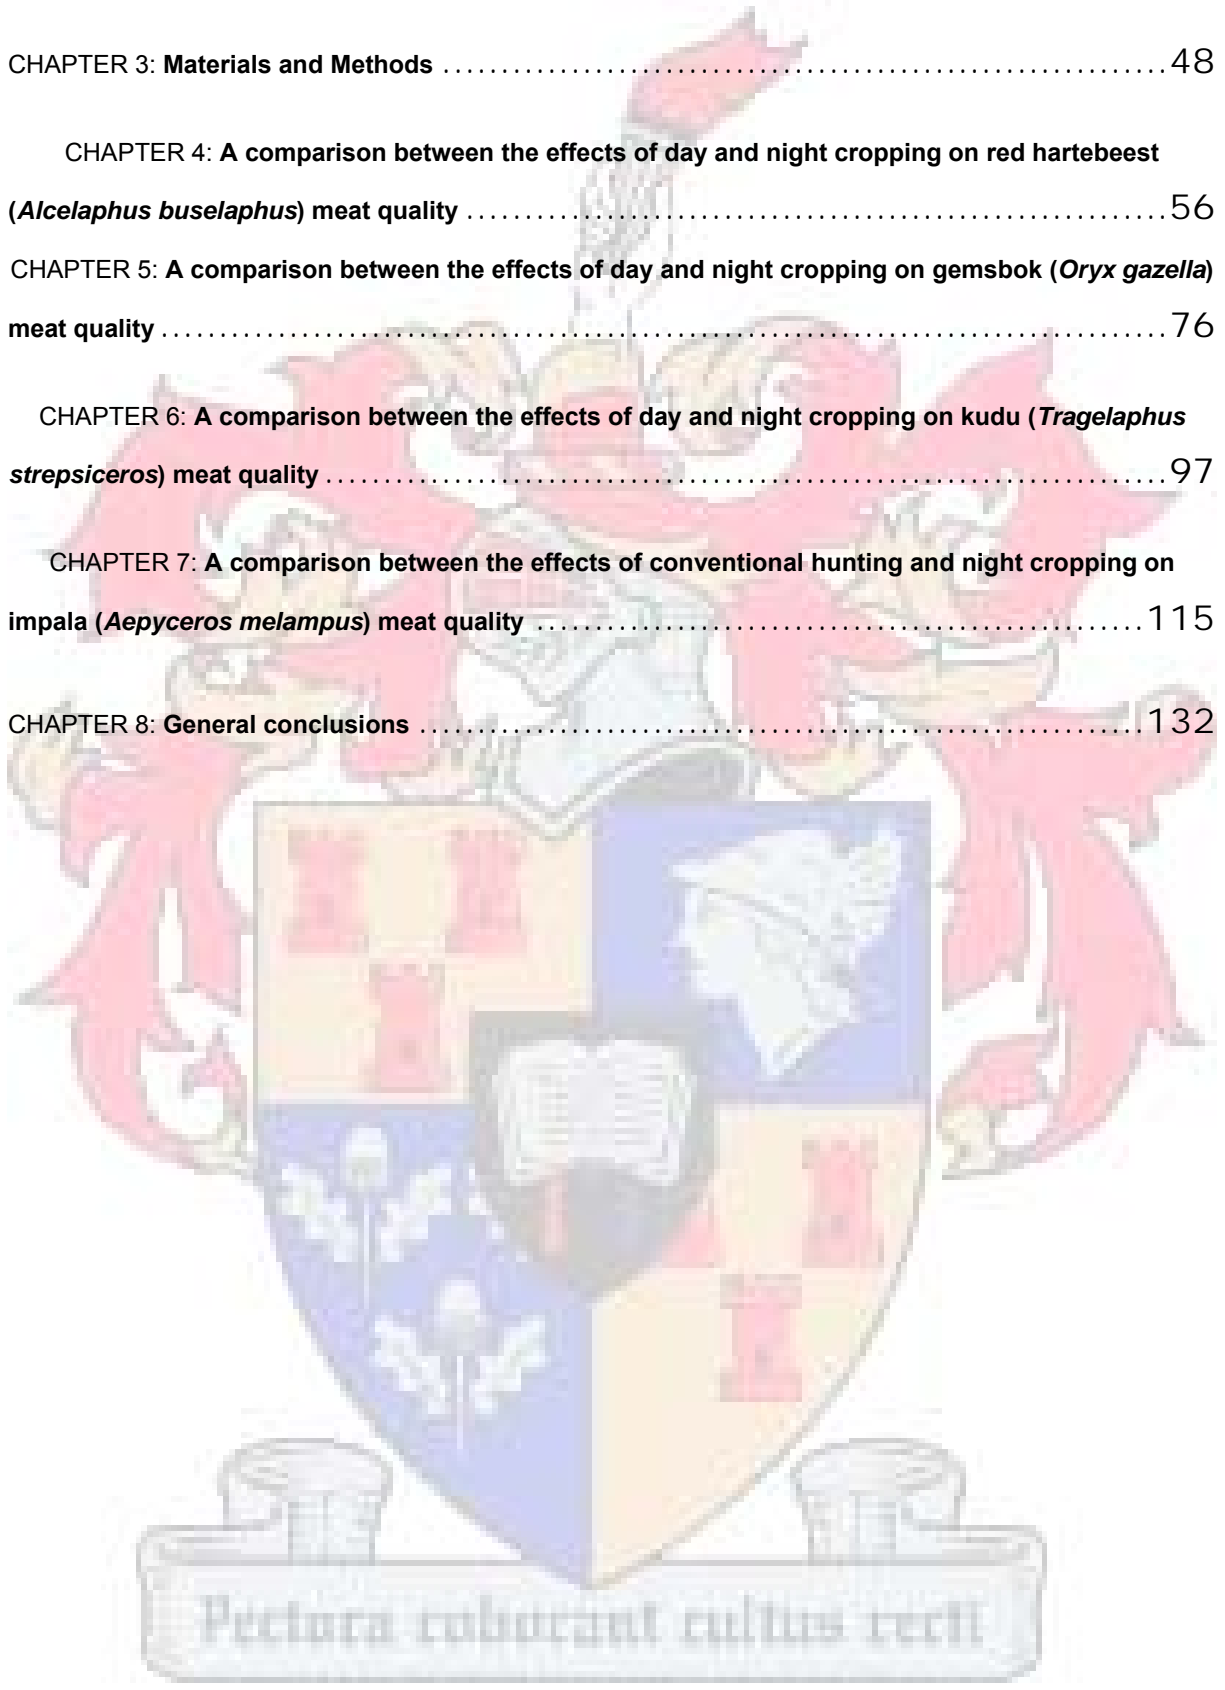 CHAPTER 3: Materials and Methods ........................................................................ 48
CHAPTER 4: A comparison between the effects of day and night cropping on red hartebeest
(Alcelaphus buselaphus) meat quality ...................................................................... 56
CHAPTER 5: A comparison between the effects of day and night cropping on gemsbok (Oryx gazella)
meat quality .................................................................................................... 76
CHAPTER 6: A comparison between the effects of day and night cropping on kudu (Tragelaphus
strepsiceros) meat quality .................................................................................... 97
CHAPTER 7: A comparison between the effects of conventional hunting and night cropping on
impala (Aepyceros melampus) meat quality ............................................................. 115
CHAPTER 8: General conclusions ........................................................................ 132
Pectora roborant cultus recti